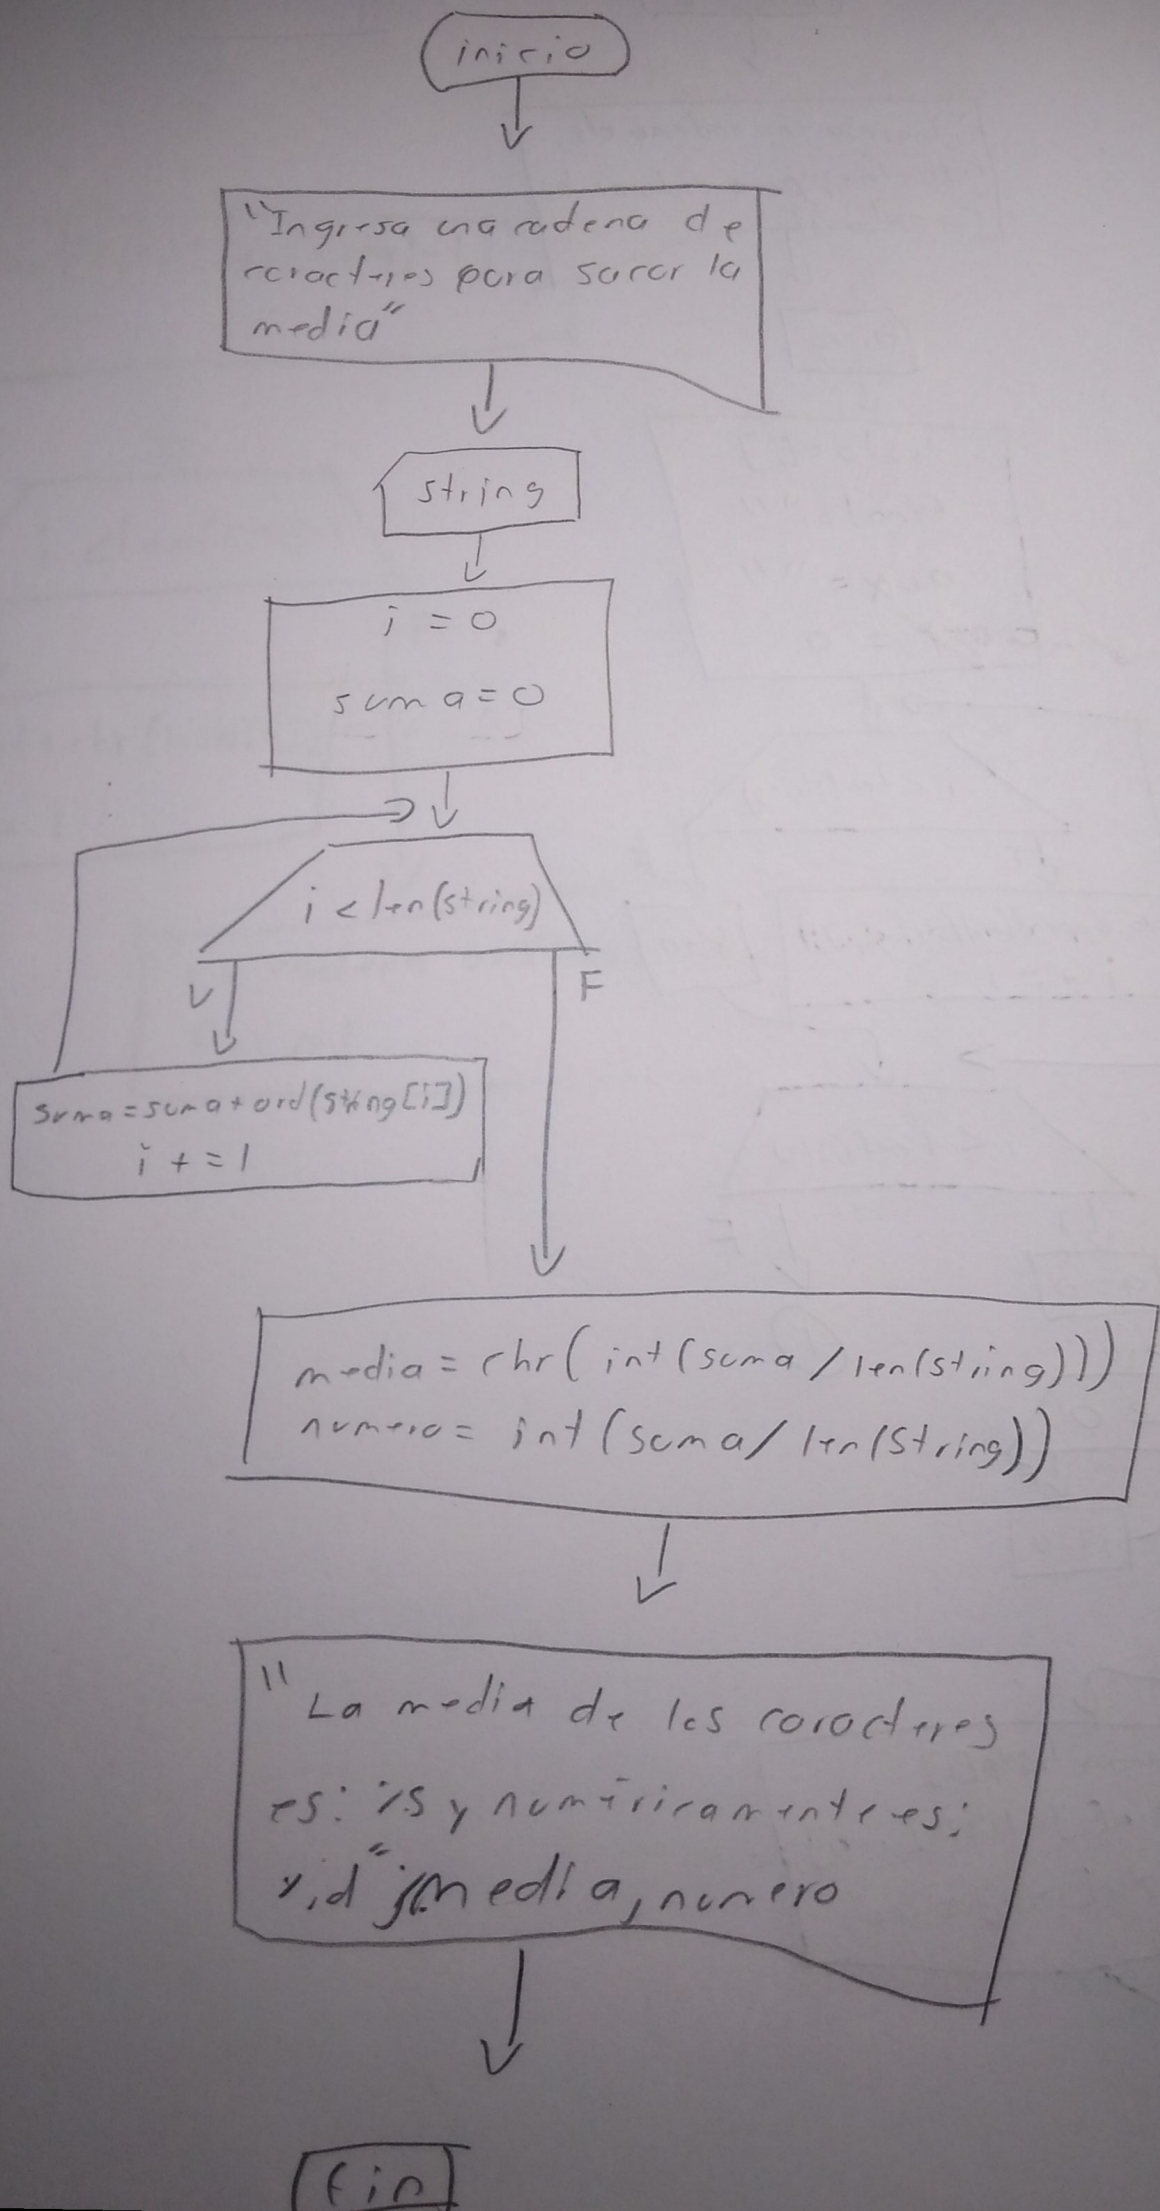 inicio
"Ingresa una cadena de
caracteres para sacar la
media"
string
i = 0
suma = 0
i < len(string)
V
F
suma = suma + ord(string[i])
i += 1
media = chr( int (suma / len(string)))
numero = int (suma / len(String))
"La media de los caracteres
es: %s y numéricamente es:
%d" % media, numero
fin